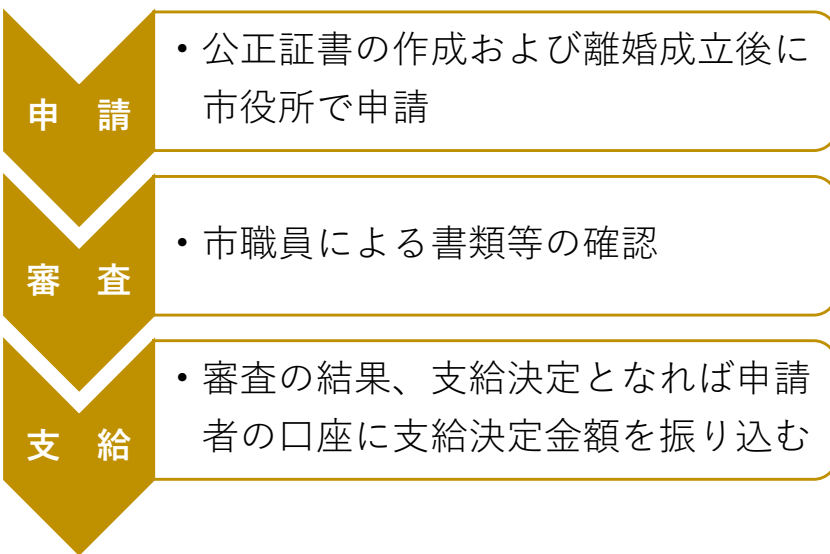 申　請
・公正証書の作成および離婚成立後に
市役所で申請
審　査
・市職員による書類等の確認
支　給
・審査の結果、支給決定となれば申請
者の口座に支給決定金額を振り込む